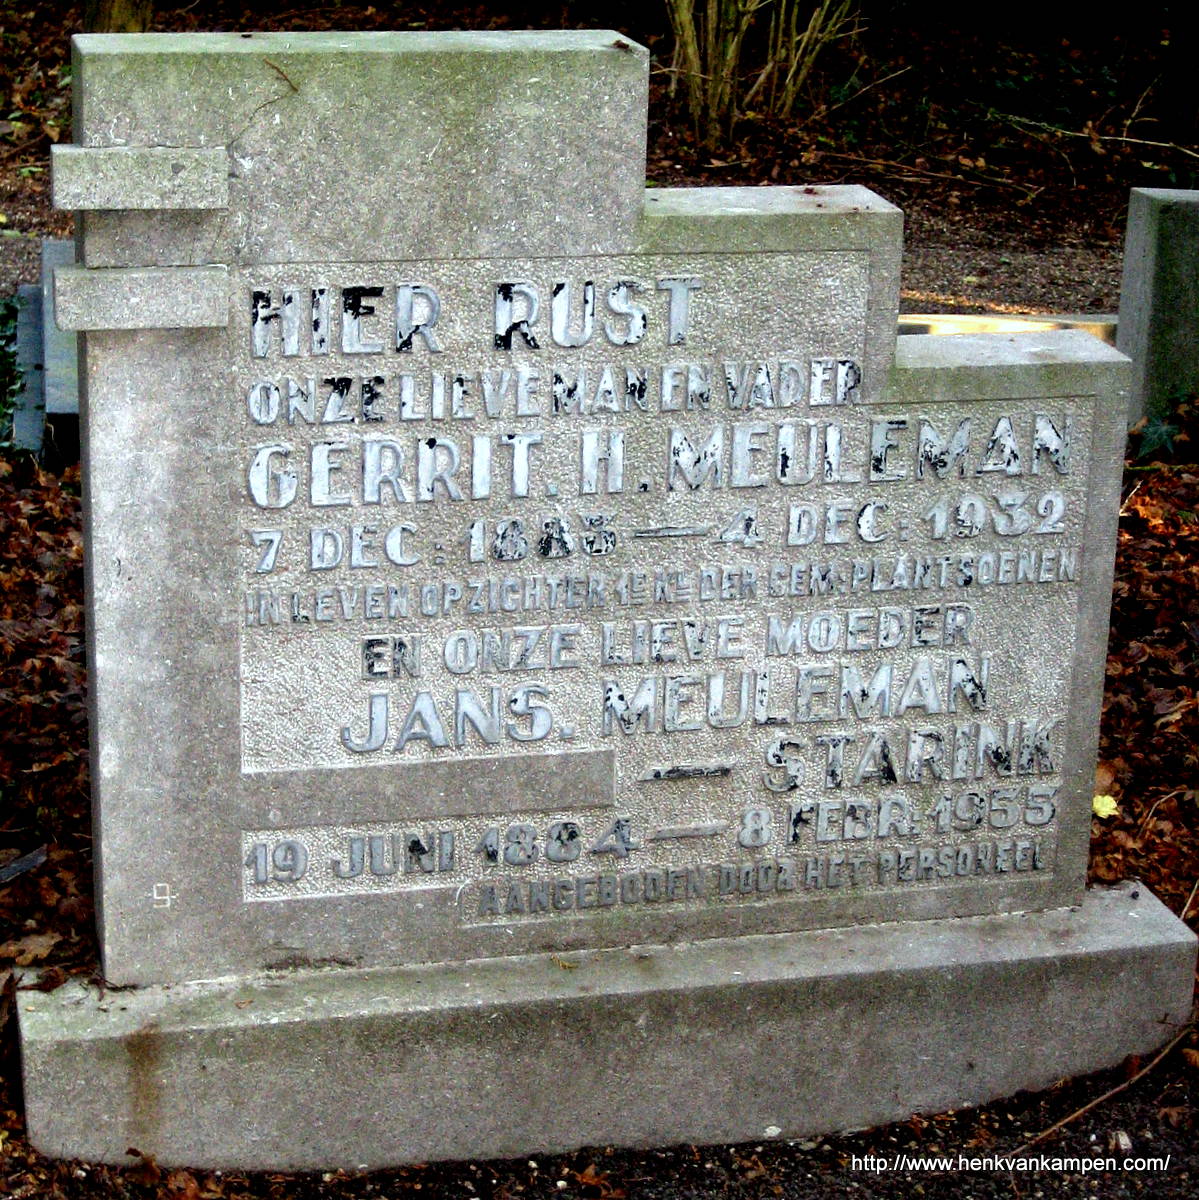 HIER RUST
ONZE LIEVE MAN EN VADER
GERRIT. H. MEULEMAN
7 DEC: 1883 — 4 DEC: 1932
IN LEVEN OPZICHTER 1E KL DER GEM: PLANTSOENEN
EN ONZE LIEVE MOEDER
JANS. MEULEMAN
— STARINK
19 JUNI 1884 — 8 FEBR. 1955
AANGEBODEN DOOR HET PERSONEEL
9
http://www.henkvankampen.com/